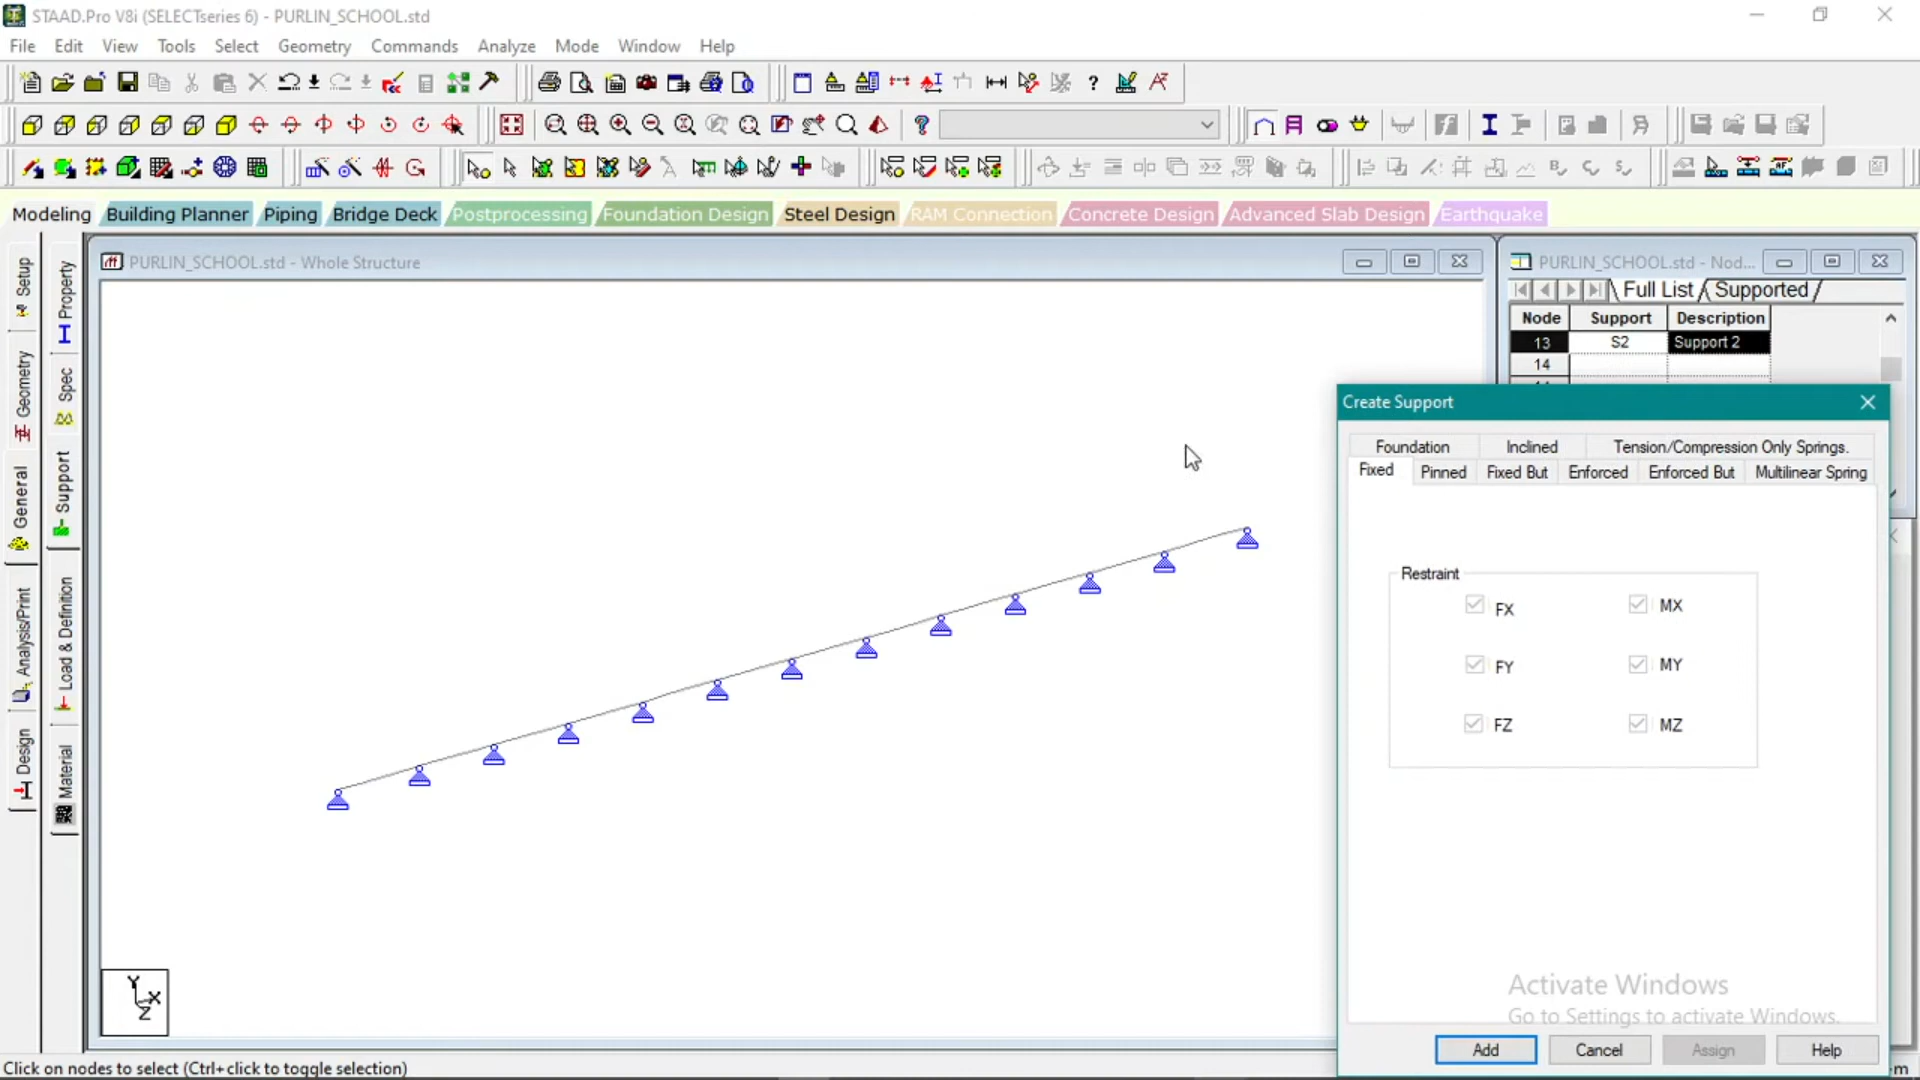 STAAD.Pro V8i (SELECTseries 6) - PURLIN_SCHOOL.std
File Edit View Tools Select Geometry Commands Analyze Mode Window Help
Modeling Building Planner Piping Bridge Deck Postprocessing Foundation Design Steel Design RAM Connection Concrete Design Advanced Slab Design Earthquake
Setup
Geometry
General
Analysis/Print
Design
Property
Spec
Support
Load & Definition
Material
PURLIN_SCHOOL.std - Whole Structure
Y
X
Z
PURLIN_SCHOOL.std - Nod...
Full List Supported
Node Support Description
13 S2 Support 2
14
Create Support
Foundation Inclined Tension/Compression Only Springs.
Fixed Pinned Fixed But Enforced Enforced But Multilinear Spring
Restraint
FX MX
FY MY
FZ MZ
Activate Windows
Go to Settings to activate Windows.
Add Cancel Assign Help
Click on nodes to select (Ctrl+click to toggle selection)